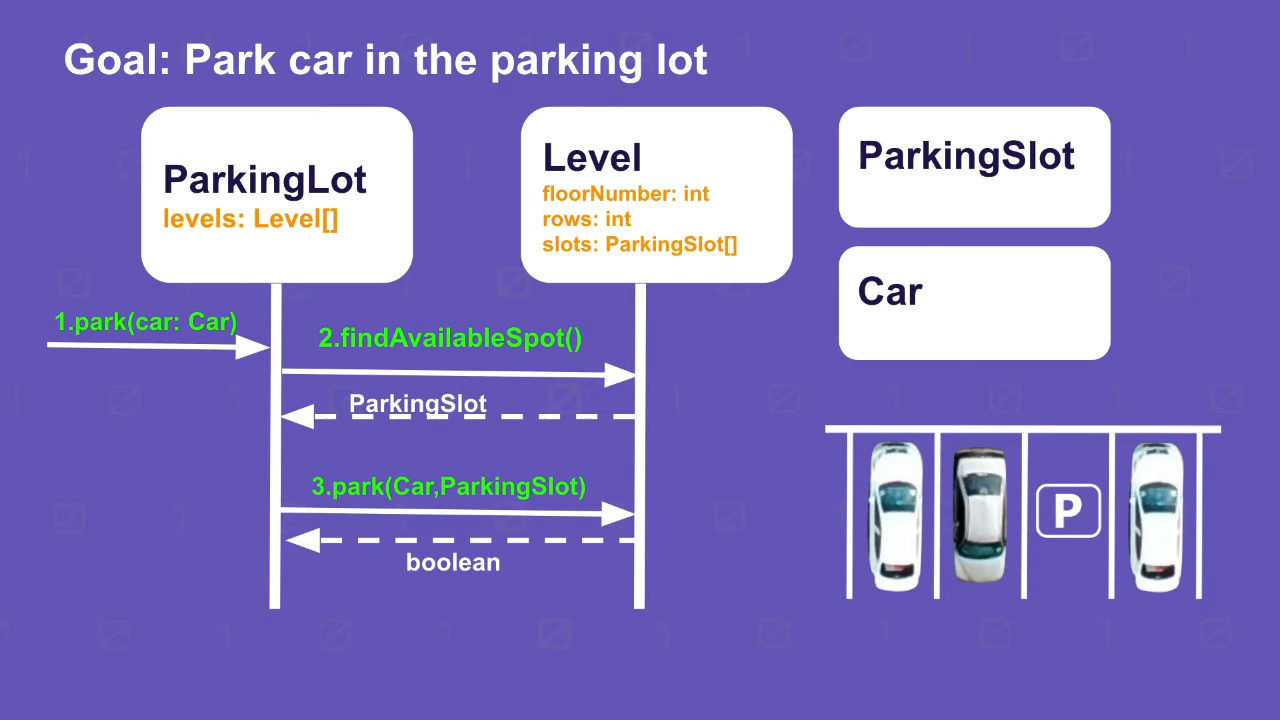 Goal: Park car in the parking lot
ParkingLot
levels: Level[]
Level
floorNumber: int
rows: int
slots: ParkingSlot[]
ParkingSlot
Car
1.park(car: Car)
2.findAvailableSpot()
ParkingSlot
3.park(Car,ParkingSlot)
boolean
P